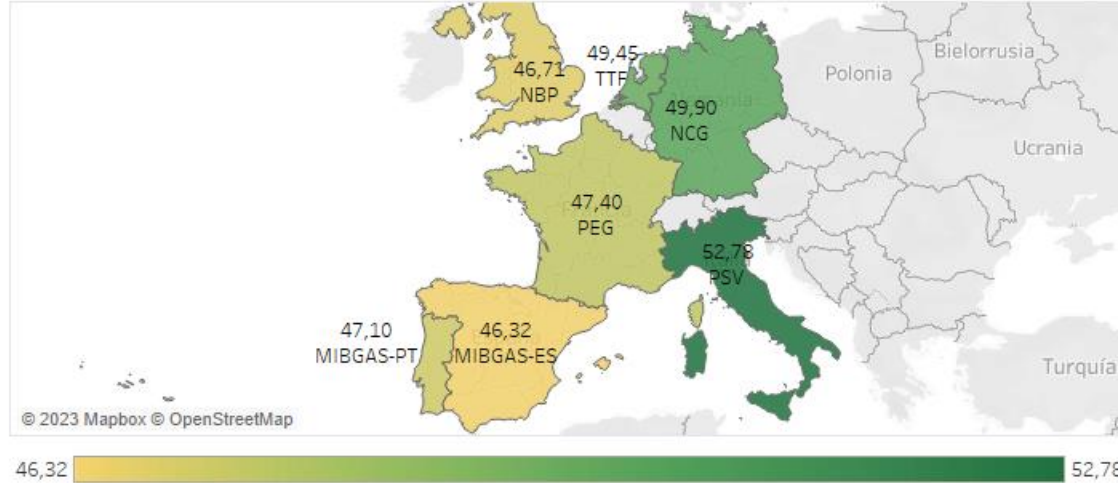 49,45
TTF
46,71
NBP
Bielorrusia
Polonia
49,90
NCG
Ucrania
47,40
PEG
52,78
PSV
47,10
MIBGAS-PT
46,32
MIBGAS-ES
Turquía
© 2023 Mapbox © OpenStreetMap
46,32
52,78